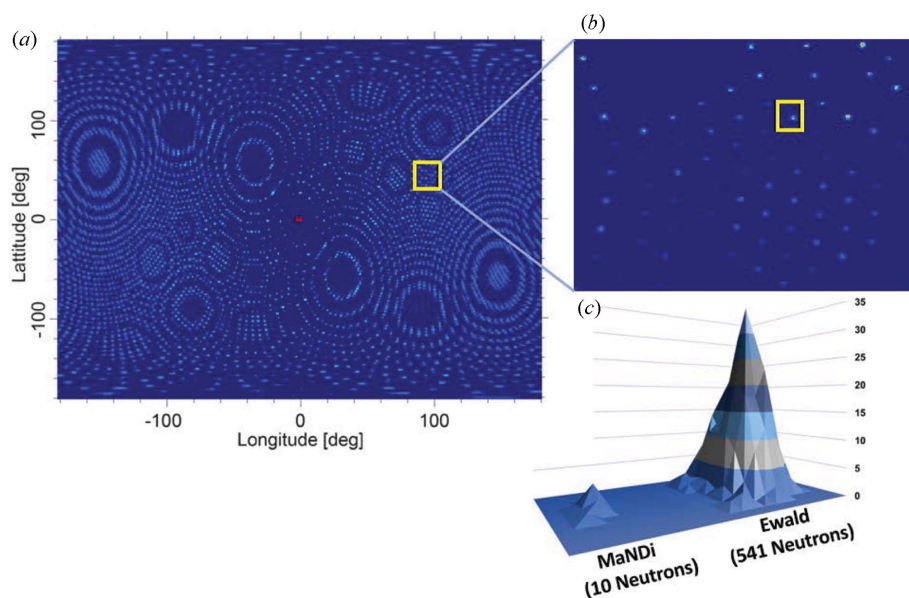 (a)
Lattitude [deg]
100
0
-100
-100
0
100
Longitude [deg]
(b)
(c)
35
30
25
20
15
10
5
0
MaNDi
(10 Neutrons)
Ewald
(541 Neutrons)